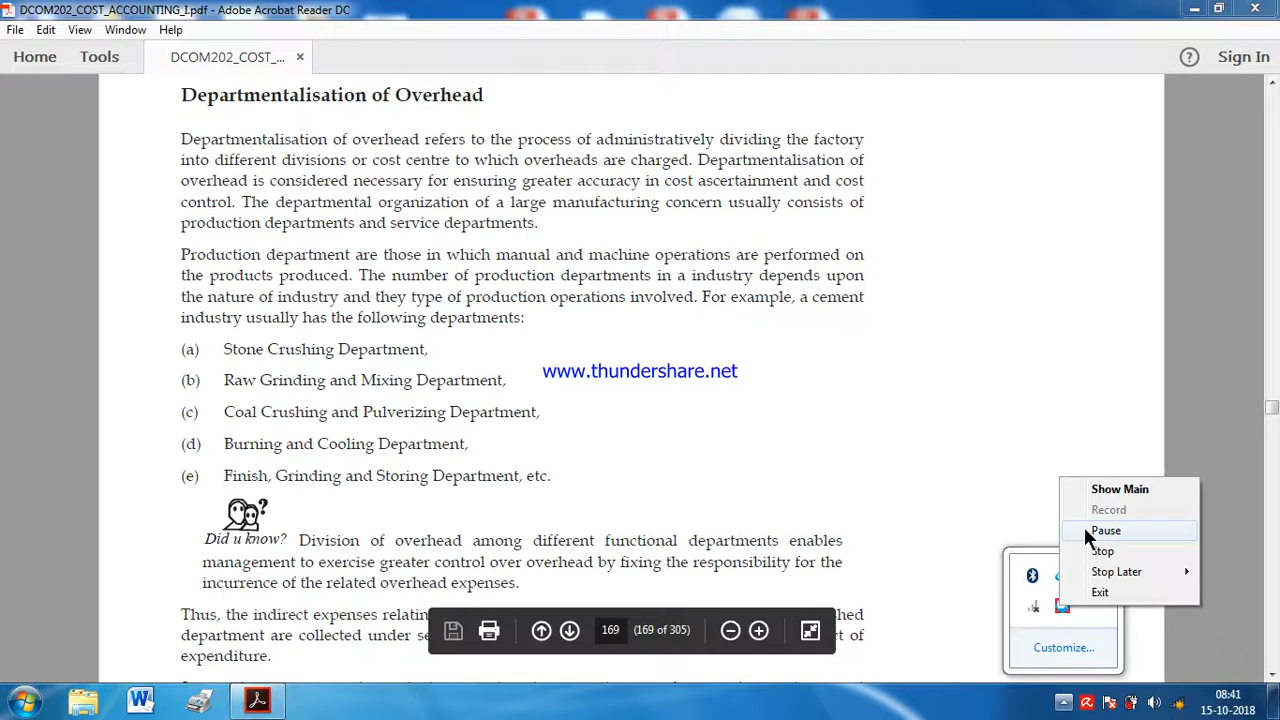 DCOM202_COST_ACCOUNTING_I.pdf - Adobe Acrobat Reader DC
File Edit View Window Help
Home Tools DCOM202_COST_... × ? Sign In
Departmentalisation of Overhead
Departmentalisation of overhead refers to the process of administratively dividing the factory
into different divisions or cost centre to which overheads are charged. Departmentalisation of
overhead is considered necessary for ensuring greater accuracy in cost ascertainment and cost
control. The departmental organization of a large manufacturing concern usually consists of
production departments and service departments.
Production department are those in which manual and machine operations are performed on
the products produced. The number of production departments in a industry depends upon
the nature of industry and they type of production operations involved. For example, a cement
industry usually has the following departments:
(a) Stone Crushing Department,
www.thundershare.net
(b) Raw Grinding and Mixing Department,
(c) Coal Crushing and Pulverizing Department,
(d) Burning and Cooling Department,
(e) Finish, Grinding and Storing Department, etc.
?
Did u know? Division of overhead among different functional departments enables
management to exercise greater control over overhead by fixing the responsibility for the
incurrence of the related overhead expenses.
Thus, the indirect expenses
department are collected under
expenditure.
169 (169 of 305)
Show Main
Record
Pause
Stop
Stop Later
Exit
Customize...
08:41
15-10-2018